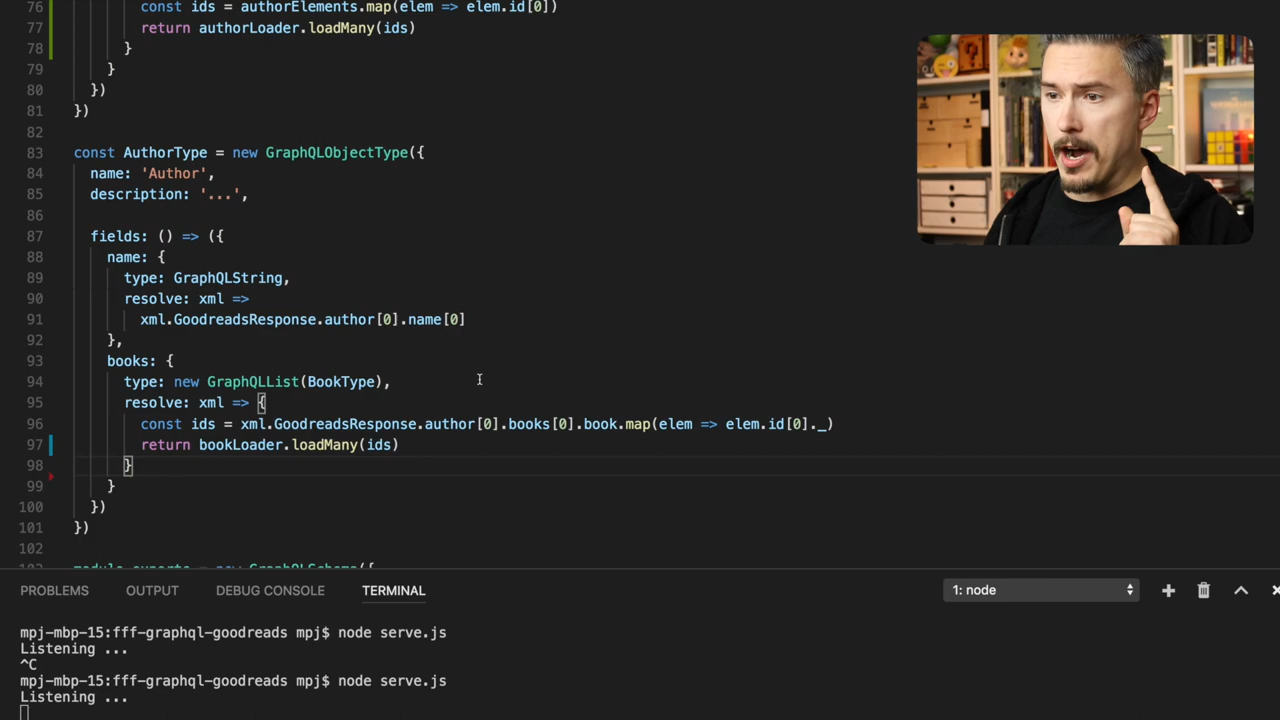 76 const ids = authorElements.map(elem => elem.id[0])
77 return authorLoader.loadMany(ids)
78 }
79 }
80 })
81 })
82
83 const AuthorType = new GraphQLObjectType({
84 name: 'Author',
85 description: '...',
86
87 fields: () => ({
88 name: {
89 type: GraphQLString,
90 resolve: xml =>
91 xml.GoodreadsResponse.author[0].name[0]
92 },
93 books: {
94 type: new GraphQLList(BookType),
95 resolve: xml => {
96 const ids = xml.GoodreadsResponse.author[0].books[0].book.map(elem => elem.id[0]._)
97 return bookLoader.loadMany(ids)
98 }
99 }
100 })
101 })
102
103 module.exports = new GraphQLSchema({
PROBLEMS OUTPUT DEBUG CONSOLE TERMINAL 1: node
mpj-mbp-15:fff-graphql-goodreads mpj$ node serve.js
Listening ...
^C
mpj-mbp-15:fff-graphql-goodreads mpj$ node serve.js
Listening ...